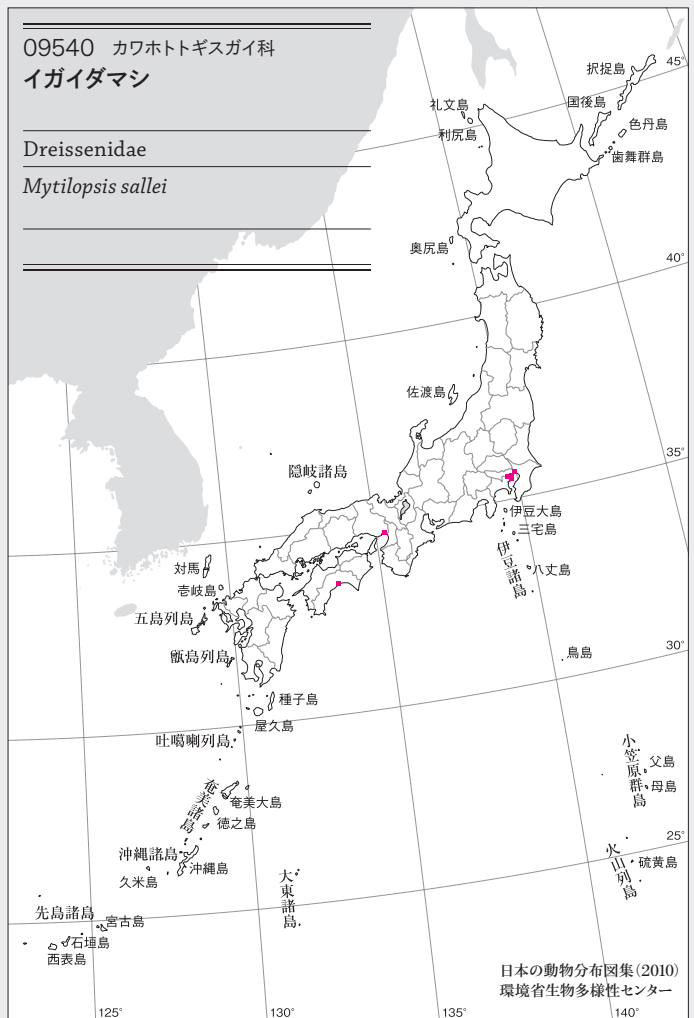 09540 カワホトトギスガイ科
イガイダマシ
Dreissenidae
Mytilopsis sallei
択捉島
45°
国後島
礼文島
色丹島
利尻島
歯舞群島
奥尻島
40°
佐渡島
35°
隠岐諸島
伊豆大島
三宅島
伊豆諸島
八丈島
対馬
壱岐島
五島列島
甑島列島
鳥島
30°
種子島
屋久島
吐噶喇列島
小笠原群島
父島
母島
奄美諸島
奄美大島
徳之島
25°
沖縄諸島
沖縄島
久米島
火山列島
硫黄島
大東諸島
先島諸島
宮古島
石垣島
西表島
日本の動物分布図集(2010)
環境省生物多様性センター
125°
130°
135°
140°